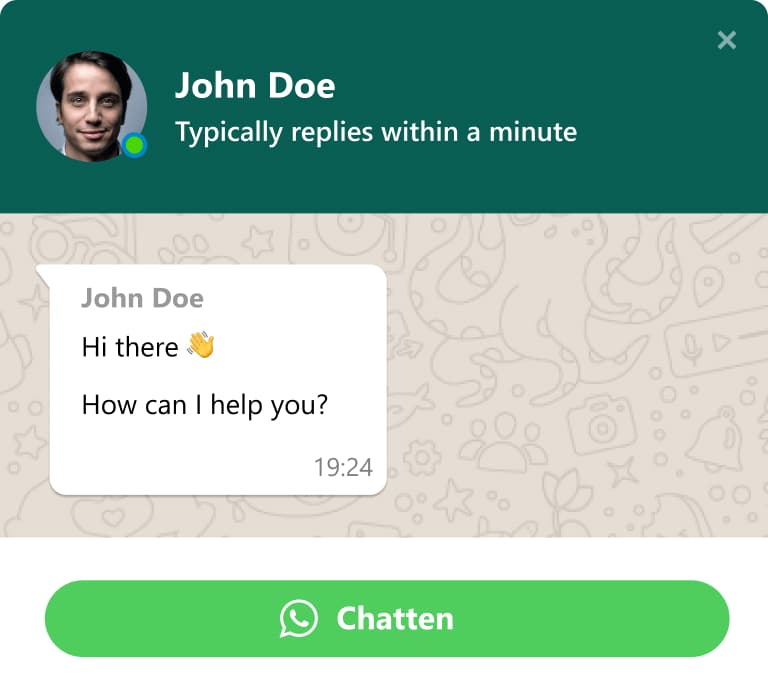 John Doe
Typically replies within a minute
John Doe
Hi there 👋
How can I help you?
19:24
Chatten